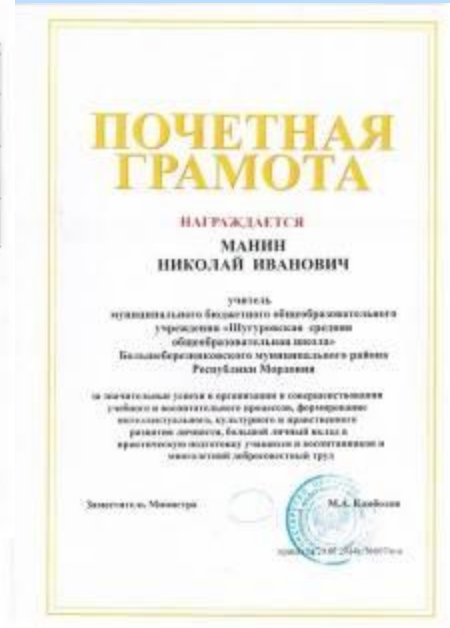 ПОЧЕТНАЯ
ГРАМОТА
НАГРАЖДАЕТСЯ
МАНИН
НИКОЛАЙ ИВАНОВИЧ
учитель
муниципального бюджетного общеобразовательного
учреждения «Шугуровская средняя
общеобразовательная школа»
Большеберезниковского муниципального района
Республики Мордовия
за значительные успехи в организации и совершенствовании
учебного и воспитательного процессов, формирование
интеллектуального, культурного и нравственного
развития личности, большой личный вклад в
практическую подготовку учащихся и воспитанников и
многолетний добросовестный труд
Заместитель Министра
М.А.